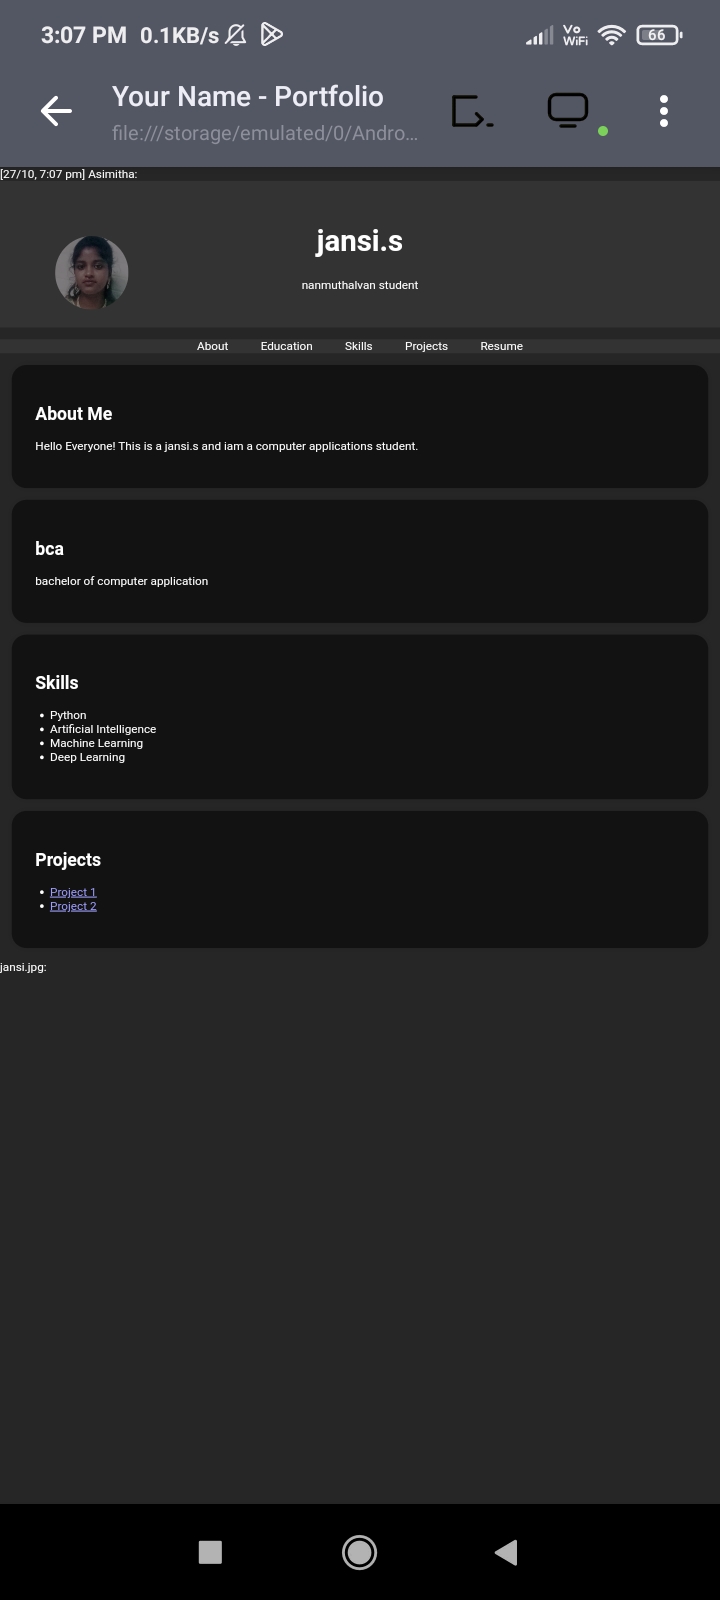 3:07 PM 0.1KB/s Vo WiFi 66
Your Name - Portfolio
file:///storage/emulated/0/Andro...
[27/10, 7:07 pm] Asimitha:
jansi.s
nanmuthalvan student
About Education Skills Projects Resume
About Me
Hello Everyone! This is a jansi.s and iam a computer applications student.
bca
bachelor of computer application
Skills
• Python
• Artificial Intelligence
• Machine Learning
• Deep Learning
Projects
• Project 1
• Project 2
jansi.jpg: